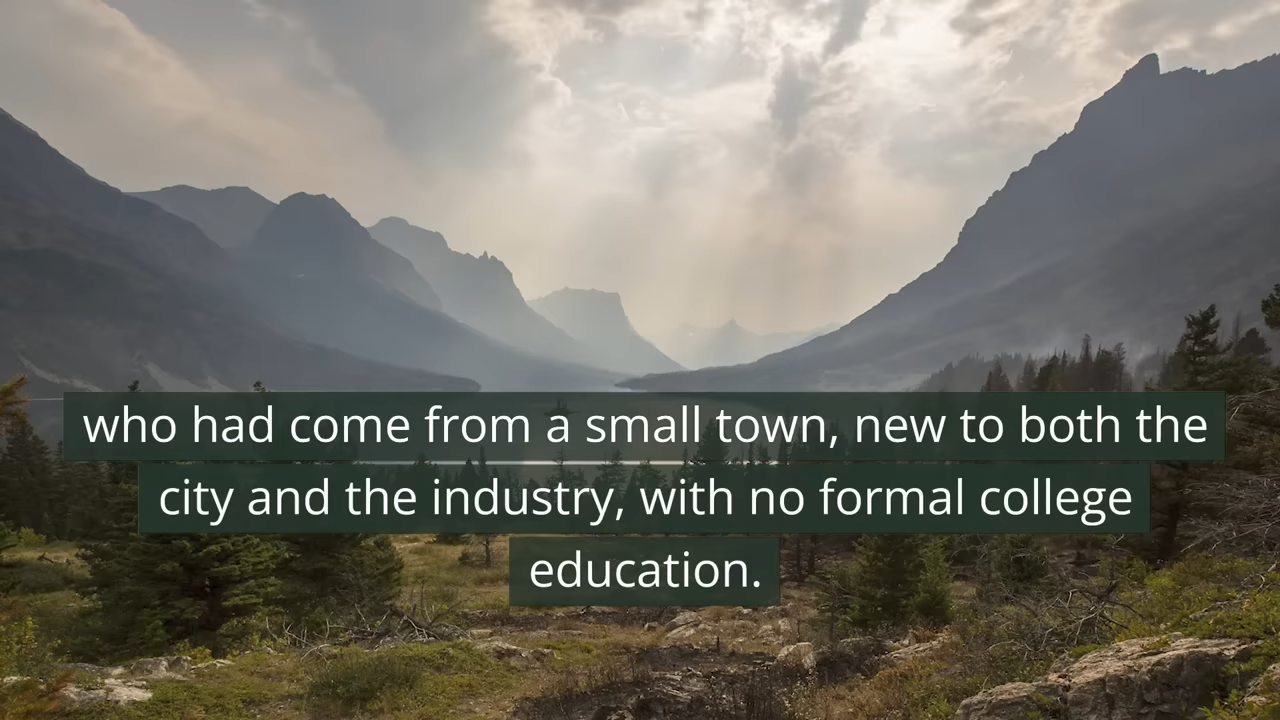 who had come from a small town, new to both the
city and the industry, with no formal college
education.